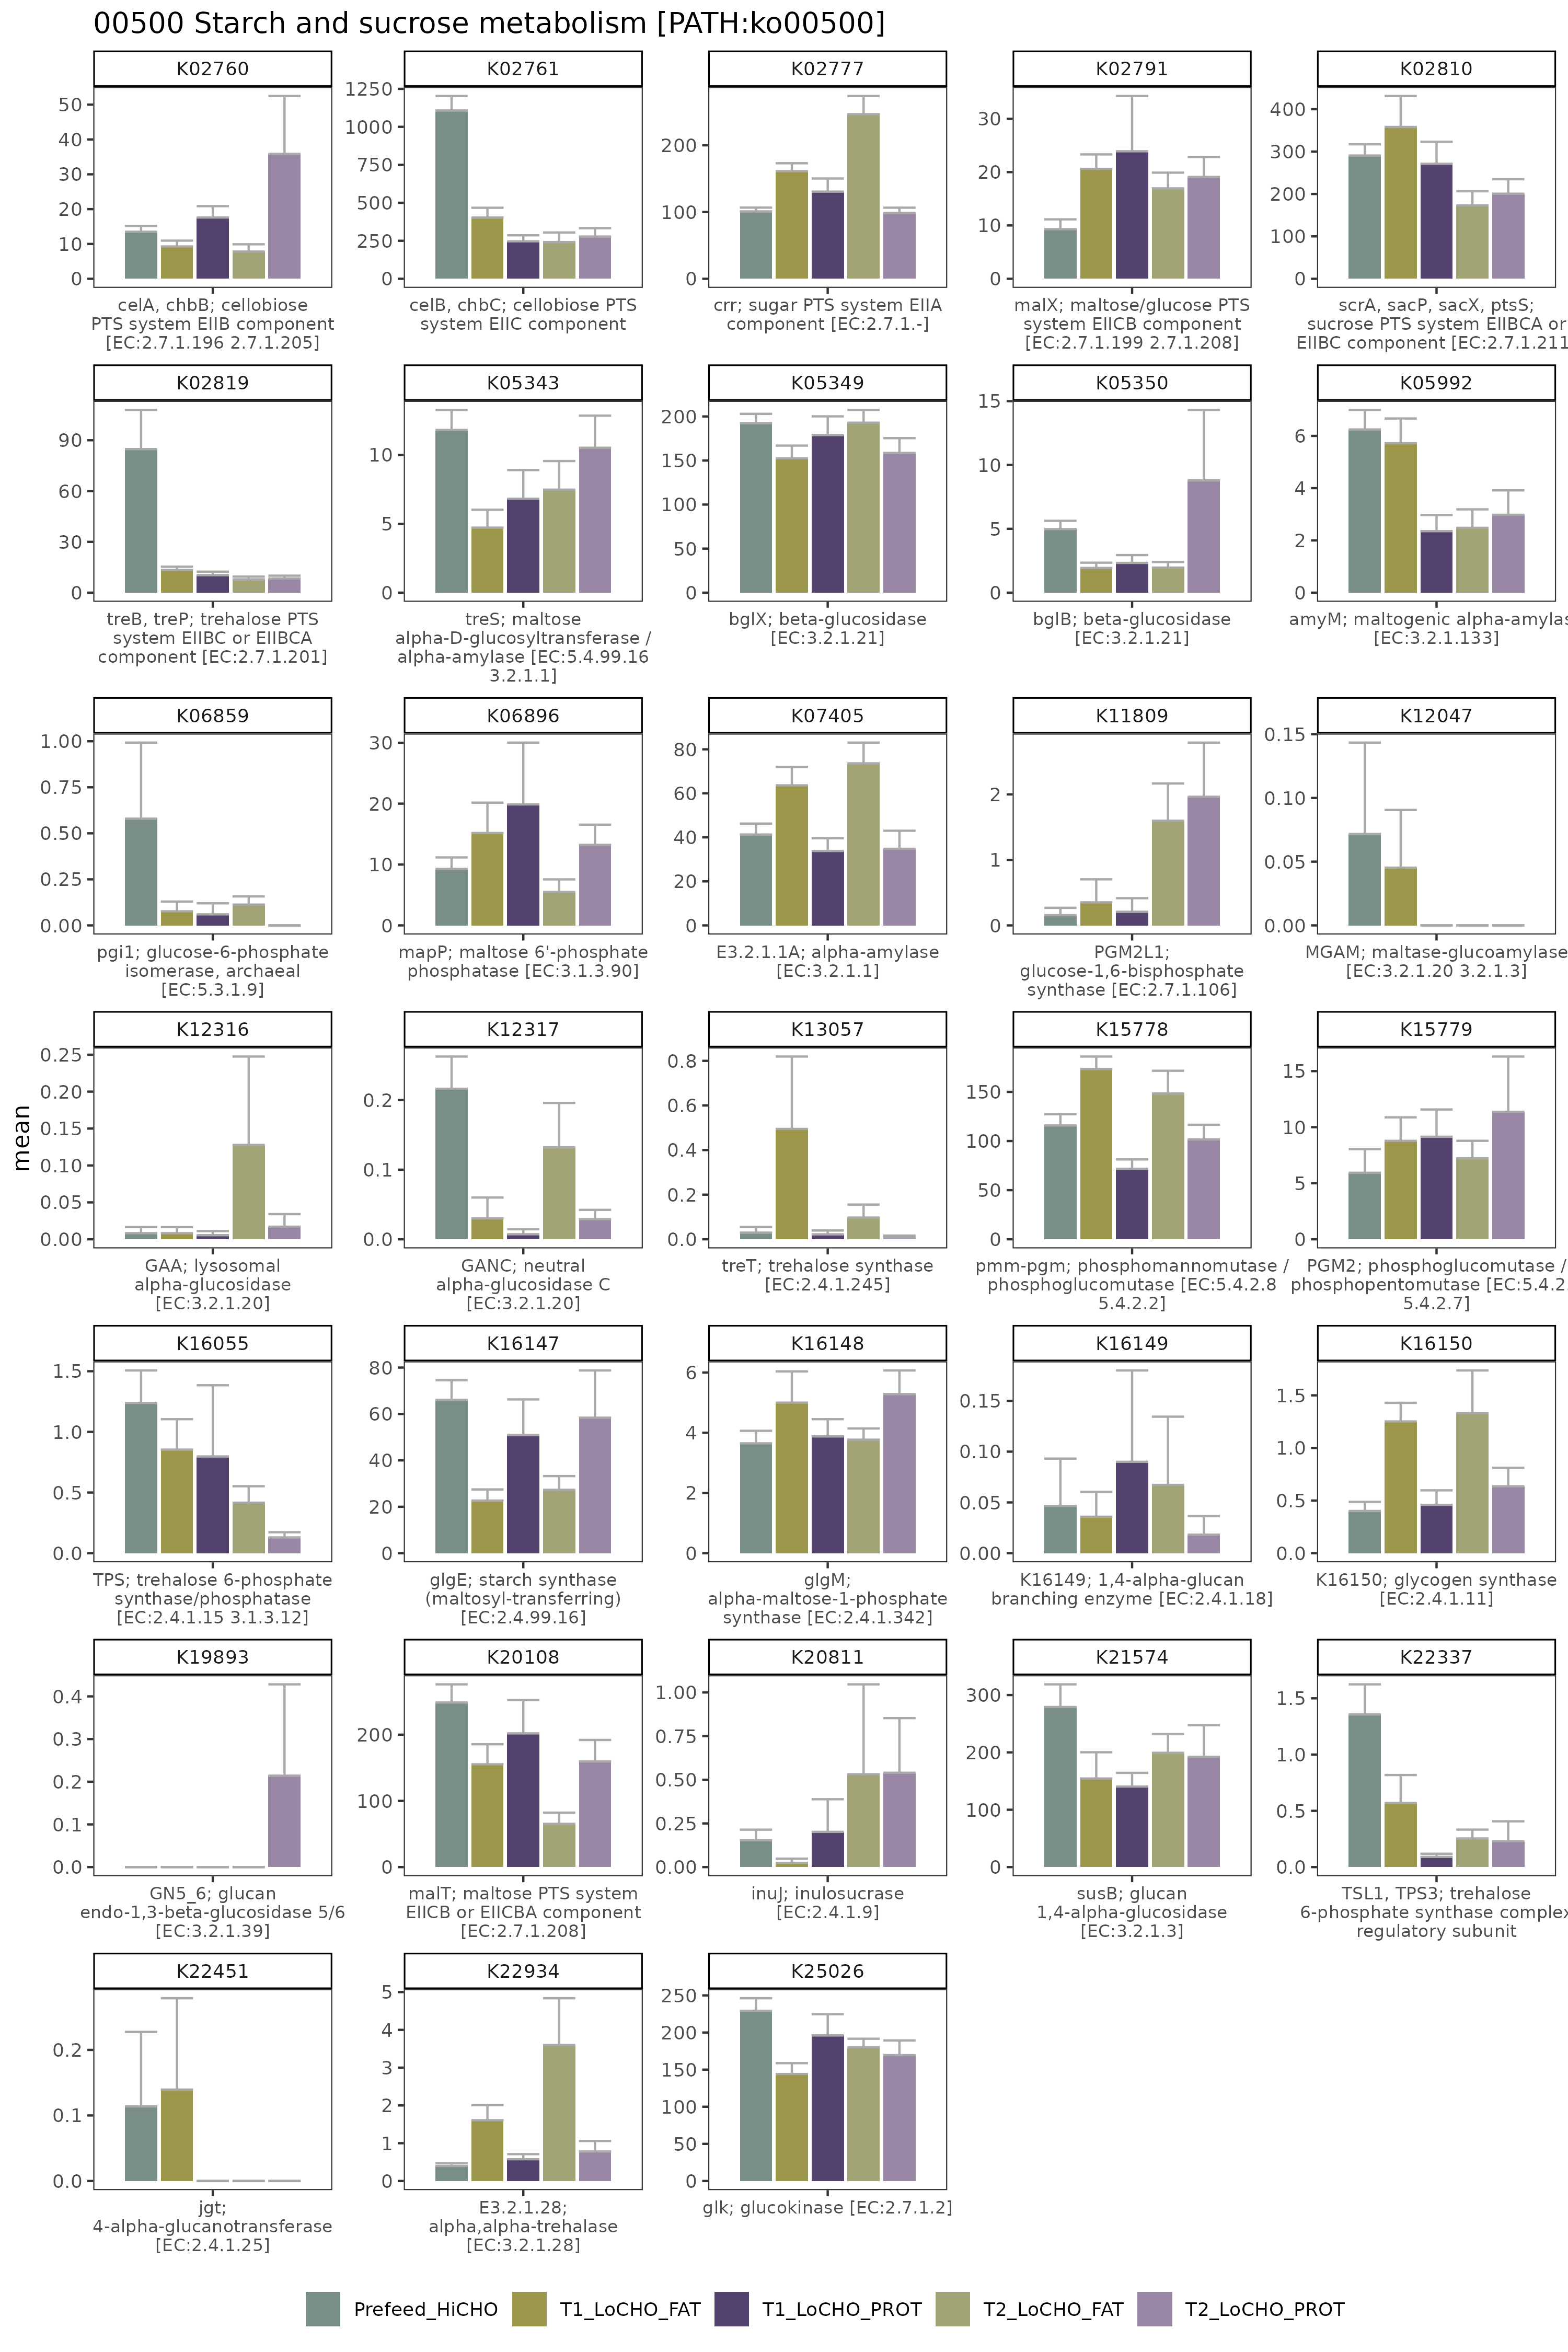 00500 Starch and sucrose metabolism [PATH:ko00500]
K02760
K02761
K02777
K02791
K02810
50
40
30
20
10
0
1250
1000
750
500
250
0
200
100
0
30
20
10
0
400
300
200
100
0
celA, chbB; cellobiose
PTS system EIIB component
[EC:2.7.1.196 2.7.1.205]
celB, chbC; cellobiose PTS
system EIIC component
crr; sugar PTS system EIIA
component [EC:2.7.1.-]
malX; maltose/glucose PTS
system EIICB component
[EC:2.7.1.199 2.7.1.208]
scrA, sacP, sacX, ptsS;
sucrose PTS system EIIBCA or
EIIBC component [EC:2.7.1.211
K02819
K05343
K05349
K05350
K05992
90
60
30
0
10
5
0
200
150
100
50
0
15
10
5
0
6
4
2
0
treB, treP; trehalose PTS
system EIIBC or EIIBCA
component [EC:2.7.1.201]
treS; maltose
alpha-D-glucosyltransferase /
alpha-amylase [EC:5.4.99.16
3.2.1.1]
bglX; beta-glucosidase
[EC:3.2.1.21]
bglB; beta-glucosidase
[EC:3.2.1.21]
amyM; maltogenic alpha-amylas
[EC:3.2.1.133]
K06859
K06896
K07405
K11809
K12047
1.00
0.75
0.50
0.25
0.00
30
20
10
0
80
60
40
20
0
2
1
0
0.15
0.10
0.05
0.00
pgi1; glucose-6-phosphate
isomerase, archaeal
[EC:5.3.1.9]
mapP; maltose 6'-phosphate
phosphatase [EC:3.1.3.90]
E3.2.1.1A; alpha-amylase
[EC:3.2.1.1]
PGM2L1;
glucose-1,6-bisphosphate
synthase [EC:2.7.1.106]
MGAM; maltase-glucoamylase
[EC:3.2.1.20 3.2.1.3]
mean
K12316
K12317
K13057
K15778
K15779
0.25
0.20
0.15
0.10
0.05
0.00
0.2
0.1
0.0
0.8
0.6
0.4
0.2
0.0
150
100
50
0
15
10
5
0
GAA; lysosomal
alpha-glucosidase
[EC:3.2.1.20]
GANC; neutral
alpha-glucosidase C
[EC:3.2.1.20]
treT; trehalose synthase
[EC:2.4.1.245]
pmm-pgm; phosphomannomutase /
phosphoglucomutase [EC:5.4.2.8
5.4.2.2]
PGM2; phosphoglucomutase /
phosphopentomutase [EC:5.4.2
5.4.2.7]
K16055
K16147
K16148
K16149
K16150
1.5
1.0
0.5
0.0
80
60
40
20
0
6
4
2
0
0.15
0.10
0.05
0.00
1.5
1.0
0.5
0.0
TPS; trehalose 6-phosphate
synthase/phosphatase
[EC:2.4.1.15 3.1.3.12]
glgE; starch synthase
(maltosyl-transferring)
[EC:2.4.99.16]
glgM;
alpha-maltose-1-phosphate
synthase [EC:2.4.1.342]
K16149; 1,4-alpha-glucan
branching enzyme [EC:2.4.1.18]
K16150; glycogen synthase
[EC:2.4.1.11]
K19893
K20108
K20811
K21574
K22337
0.4
0.3
0.2
0.1
0.0
200
100
0
1.00
0.75
0.50
0.25
0.00
300
200
100
0
1.5
1.0
0.5
0.0
GN5_6; glucan
endo-1,3-beta-glucosidase 5/6
[EC:3.2.1.39]
malT; maltose PTS system
EIICB or EIICBA component
[EC:2.7.1.208]
inuJ; inulosucrase
[EC:2.4.1.9]
susB; glucan
1,4-alpha-glucosidase
[EC:3.2.1.3]
TSL1, TPS3; trehalose
6-phosphate synthase complex
regulatory subunit
K22451
K22934
K25026
0.2
0.1
0.0
5
4
3
2
1
0
250
200
150
100
50
0
jgt;
4-alpha-glucanotransferase
[EC:2.4.1.25]
E3.2.1.28;
alpha,alpha-trehalase
[EC:3.2.1.28]
glk; glucokinase [EC:2.7.1.2]
Prefeed_HiCHO
T1_LoCHO_FAT
T1_LoCHO_PROT
T2_LoCHO_FAT
T2_LoCHO_PROT